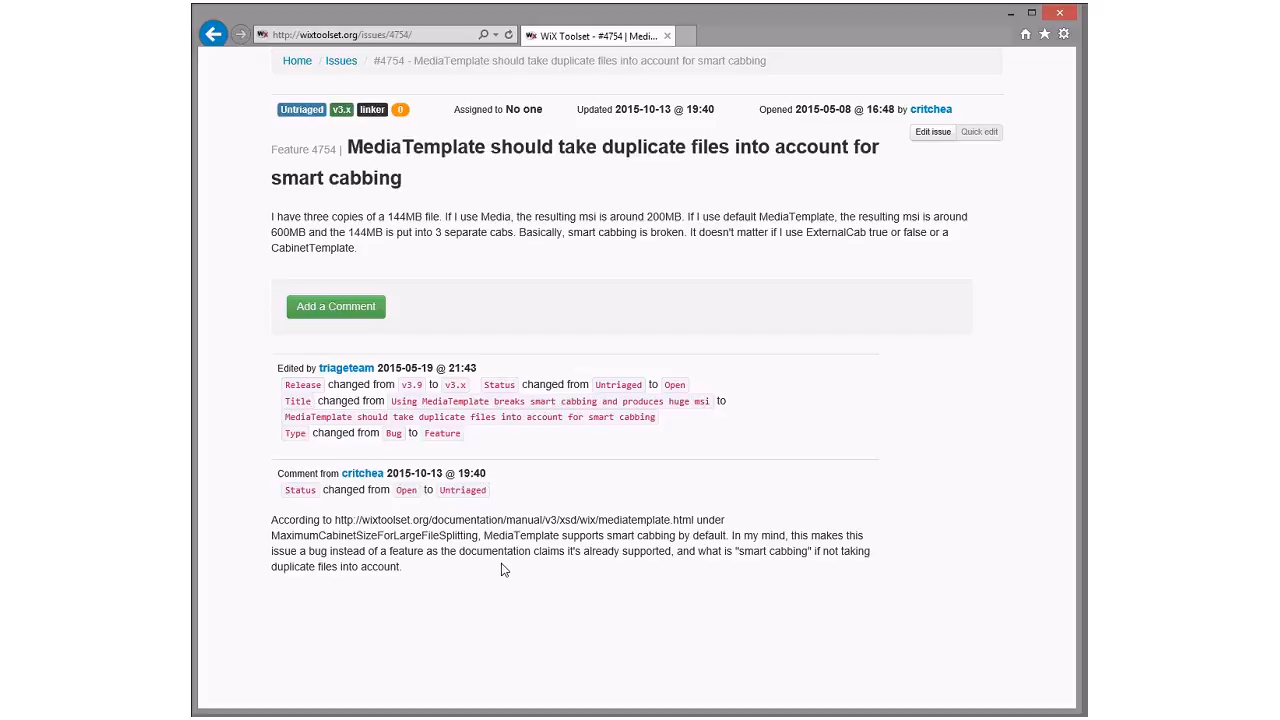 http://wixtoolset.org/issues/4754/
WiX Toolset - #4754 | Medi...
Home / Issues / #4754 - MediaTemplate should take duplicate files into account for smart cabbing
Untriaged v3.x linker 0 Assigned to No one Updated 2015-10-13 @ 19:40 Opened 2015-05-08 @ 16:48 by critchea
Edit issue Quick edit
Feature 4754 | MediaTemplate should take duplicate files into account for
smart cabbing
I have three copies of a 144MB file. If I use Media, the resulting msi is around 200MB. If I use default MediaTemplate, the resulting msi is around
600MB and the 144MB is put into 3 separate cabs. Basically, smart cabbing is broken. It doesn't matter if I use ExternalCab true or false or a
CabinetTemplate.
Add a Comment
Edited by triageteam 2015-05-19 @ 21:43
Release changed from v3.9 to v3.x Status changed from Untriaged to Open
Title changed from Using MediaTemplate breaks smart cabbing and produces huge msi to
MediaTemplate should take duplicate files into account for smart cabbing
Type changed from Bug to Feature
Comment from critchea 2015-10-13 @ 19:40
Status changed from Open to Untriaged
According to http://wixtoolset.org/documentation/manual/v3/xsd/wix/mediatemplate.html under
MaximumCabinetSizeForLargeFileSplitting, MediaTemplate supports smart cabbing by default. In my mind, this makes this
issue a bug instead of a feature as the documentation claims it's already supported, and what is "smart cabbing" if not taking
duplicate files into account.